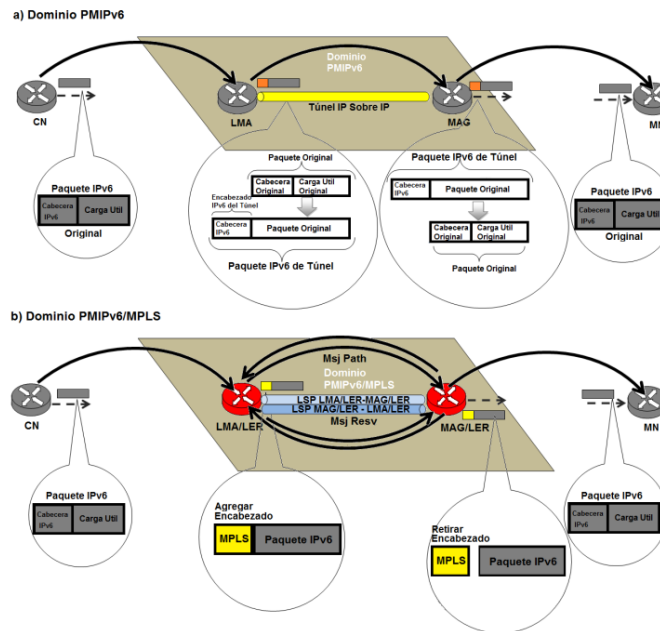 a) Dominio PMIPv6
Dominio
PMIPv6
CN
LMA
Túnel IP Sobre IP
MAG
MN
Paquete IPv6
Cabecera
IPv6
Carga Util
Original
Paquete Original
Cabecera
Original
Carga Util
Original
Encabezado
IPv6 del Túnel
Cabecera
IPv6
Paquete Original
Paquete IPv6 de Túnel
Paquete IPv6 de Túnel
Cabecera
IPv6
Paquete Original
Cabecera
Original
Carga Util
Original
Paquete Original
Paquete IPv6
Cabecera
IPv6
Carga Util
Original
b) Dominio PMIPv6/MPLS
Msj Path
Dominio
PMIPv6/MPLS
LSP LMA/LER-MAG/LER
LSP MAG/LER - LMA/LER
Msj Resv
CN
LMA/LER
MAG/LER
MN
Paquete IPv6
Cabecera
IPv6
Carga Util
Agregar
Encabezado
MPLS
Paquete IPv6
Retirar
Encabezado
MPLS
Paquete IPv6
Paquete IPv6
Cabecera
IPv6
Carga Util